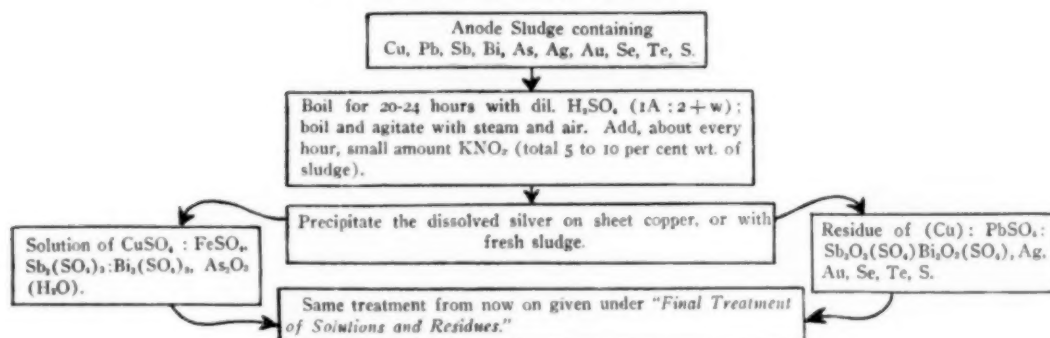 Anode Sludge containing
Cu, Pb, Sb, Bi, As, Ag, Au, Se, Te, S.
Boil for 20-24 hours with dil. H₂SO₄ (1A : 2 + w);
boil and agitate with steam and air. Add, about every
hour, small amount KNO₂ (total 5 to 10 per cent wt. of
sludge).
Precipitate the dissolved silver on sheet copper, or with
fresh sludge.
Solution of CuSO₄ : FeSO₄,
Sb₂(SO₄)₃:Bi₂(SO₄)₃, As₂O₃
(H₂O).
Residue of (Cu): PbSO₄:
Sb₂O₂(SO₄)Bi₂O₂(SO₄), Ag,
Au, Se, Te, S.
Same treatment from now on given under "Final Treatment
of Solutions and Residues."